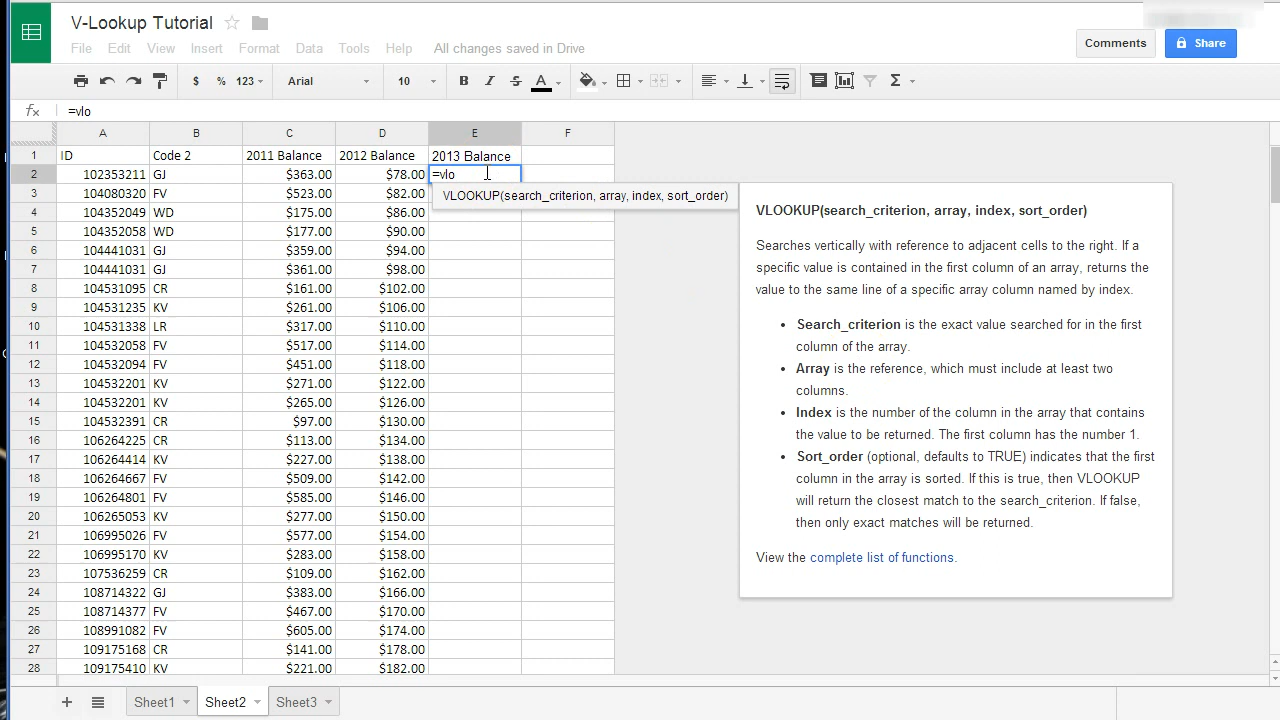 V-Lookup Tutorial
File Edit View Insert Format Data Tools Help All changes saved in Drive
Comments Share
$ % 123 Arial 10 B I S A Σ
fx =vlo
A B C D E F
1 ID Code 2 2011 Balance 2012 Balance 2013 Balance
2 102353211 GJ $363.00 $78.00 =vlo
3 104080320 FV $523.00 $82.00
VLOOKUP(search_criterion, array, index, sort_order)
4 104352049 WD $175.00 $86.00
5 104352058 WD $177.00 $90.00
6 104441031 GJ $359.00 $94.00
7 104441031 GJ $361.00 $98.00
8 104531095 CR $161.00 $102.00
9 104531235 KV $261.00 $106.00
10 104531338 LR $317.00 $110.00
11 104532058 FV $517.00 $114.00
12 104532094 FV $451.00 $118.00
13 104532201 KV $271.00 $122.00
14 104532201 KV $265.00 $126.00
15 104532391 CR $97.00 $130.00
16 106264225 CR $113.00 $134.00
17 106264414 KV $227.00 $138.00
18 106264667 FV $509.00 $142.00
19 106264801 FV $585.00 $146.00
20 106265053 KV $277.00 $150.00
21 106995026 FV $577.00 $154.00
22 106995170 KV $283.00 $158.00
23 107536259 CR $109.00 $162.00
24 108714322 GJ $383.00 $166.00
25 108714377 FV $467.00 $170.00
26 108991082 FV $605.00 $174.00
27 109175168 CR $141.00 $178.00
28 109175410 KV $221.00 $182.00
VLOOKUP(search_criterion, array, index, sort_order)
Searches vertically with reference to adjacent cells to the right. If a
specific value is contained in the first column of an array, returns the
value to the same line of a specific array column named by index.
• Search_criterion is the exact value searched for in the first
column of the array.
• Array is the reference, which must include at least two
columns.
• Index is the number of the column in the array that contains
the value to be returned. The first column has the number 1.
• Sort_order (optional, defaults to TRUE) indicates that the first
column in the array is sorted. If this is true, then VLOOKUP
will return the closest match to the search_criterion. If false,
then only exact matches will be returned.
View the complete list of functions.
+ Sheet1 Sheet2 Sheet3